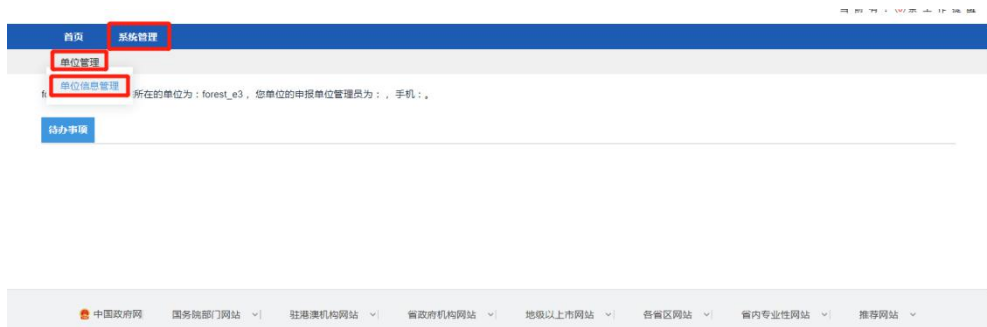 首页 系统管理
单位管理
单位信息管理
所在的单位为：forest_e3，您单位的申报单位管理员为：，手机：。
待办事项
中国政府网 国务院部门网站 驻港澳机构网站 省政府机构网站 地级以上市网站 各省区网站 省内专业性网站 推荐网站